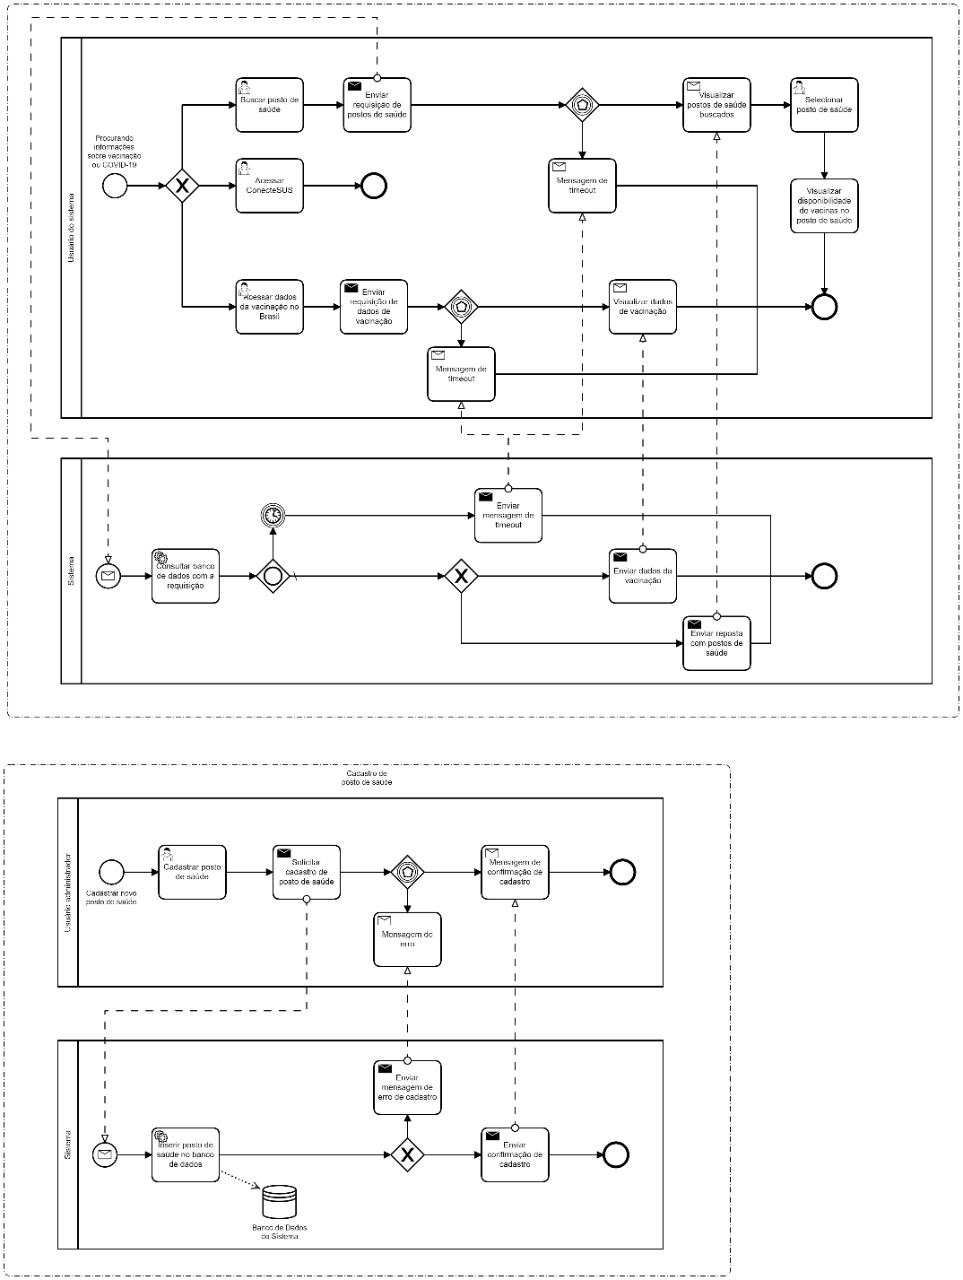 Usuário do sistema
Procurando
informações
sobre vacinação
ou COVID-19
Buscar posto de
saúde
Enviar
requisição de
postos de saúde
Visualizar
postos de saúde
buscados
Selecionar
posto de saúde
Acessar
ConecteSUS
Mensagem de
timeout
Visualizar
disponibilidade
de vacinas no
posto de saúde
Acessar dados
da vacinação no
Brasil
Enviar
requisição de
dados de
vacinação
Visualizar dados
de vacinação
Mensagem de
timeout
Sistema
Enviar
mensagem de
timeout
Consultar banco
de dados com a
requisição
Enviar dados da
vacinação
Enviar reposta
com postos de
saúde
Cadastro de
posto de saúde
Usuário administrador
Cadastrar novo
posto de saúde
Cadastrar posto
de saúde
Solicitar
cadastro de
posto de saúde
Mensagem de
confirmação de
cadastro
Mensagem de
erro
Sistema
Enviar
mensagem de
erro de cadastro
Inserir posto de
saúde no banco
de dados
Enviar
confirmação de
cadastro
Banco de Dados
do Sistema